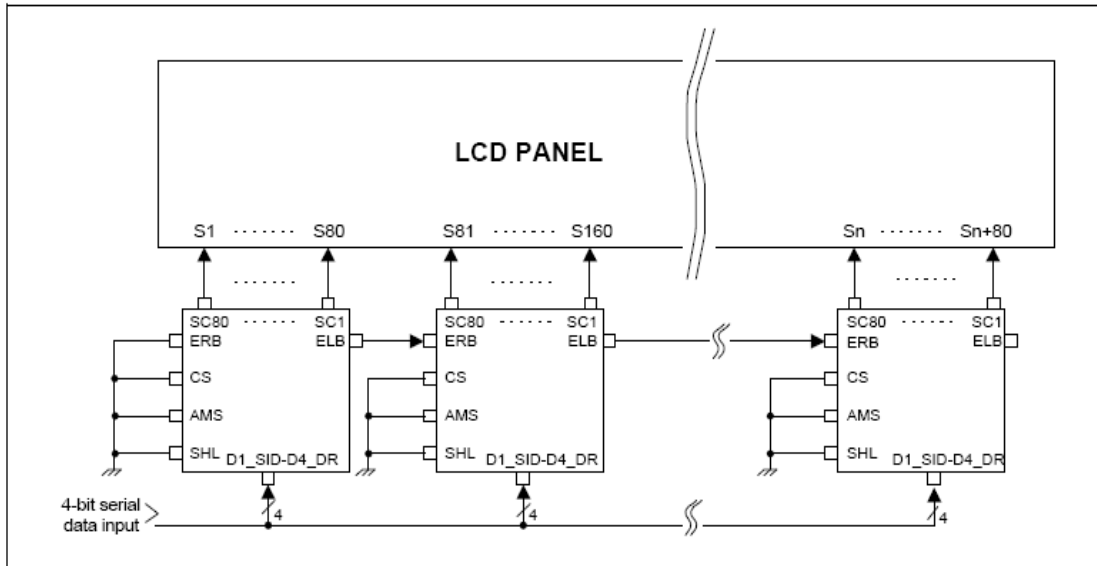 LCD PANEL
S1 ······· S80 S81 ······· S160 Sn ······· Sn+80
······· ······· ·······
SC80 ······ SC1 SC80 ······ SC1 SC80 ······ SC1
ERB ELB ERB ELB ERB ELB
CS CS CS
AMS AMS AMS
SHL SHL SHL
D1_SID-D4_DR D1_SID-D4_DR D1_SID-D4_DR
4-bit serial
data input
4 4 4